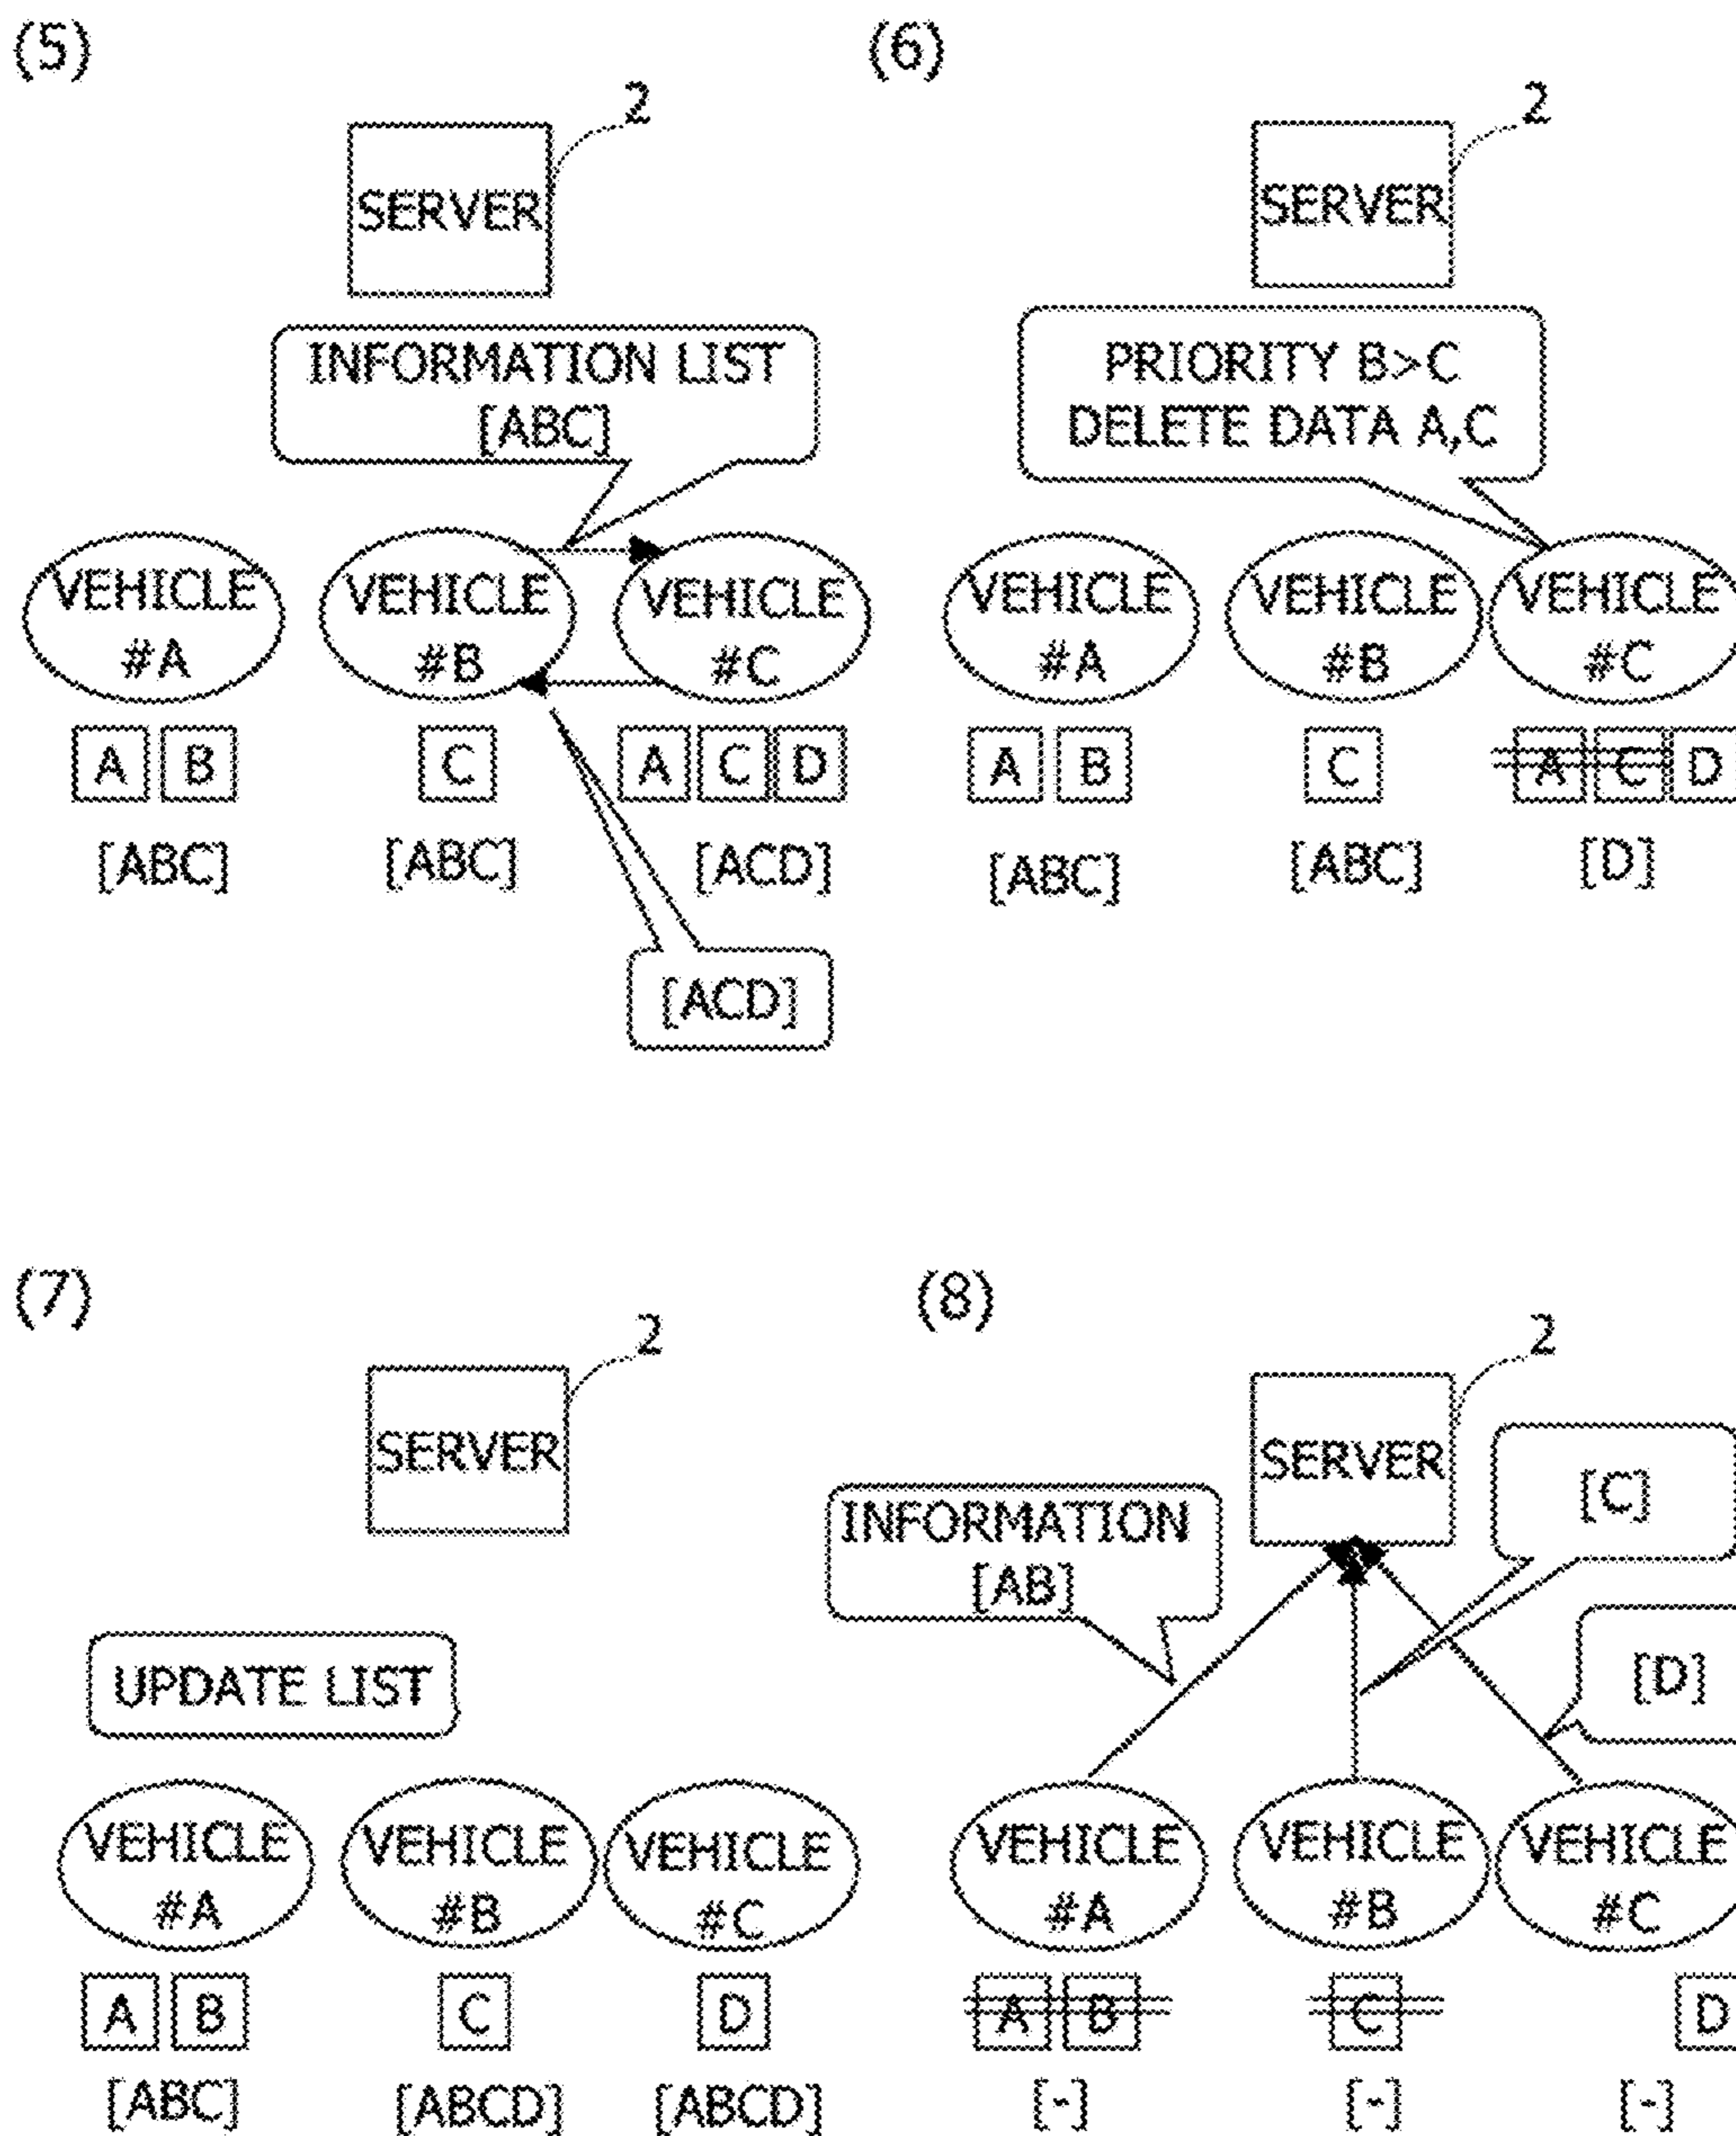 (5)
2
SERVER
INFORMATION LIST
[ABC]
VEHICLE
#A
VEHICLE
#B
VEHICLE
#C
A B
C
A C D
[ABC]
[ABC]
[ACD]
[ACD]
(6)
2
SERVER
PRIORITY B>C
DELETE DATA A,C
VEHICLE
#A
VEHICLE
#B
VEHICLE
#C
A B
C
A C D
[ABC]
[ABC]
[D]
(7)
2
SERVER
UPDATE LIST
VEHICLE
#A
VEHICLE
#B
VEHICLE
#C
A B
C
D
[ABC]
[ABCD]
[ABCD]
(8)
2
SERVER
INFORMATION
[AB]
[C]
[D]
VEHICLE
#A
VEHICLE
#B
VEHICLE
#C
A B
C
D
[-]
[-]
[-]